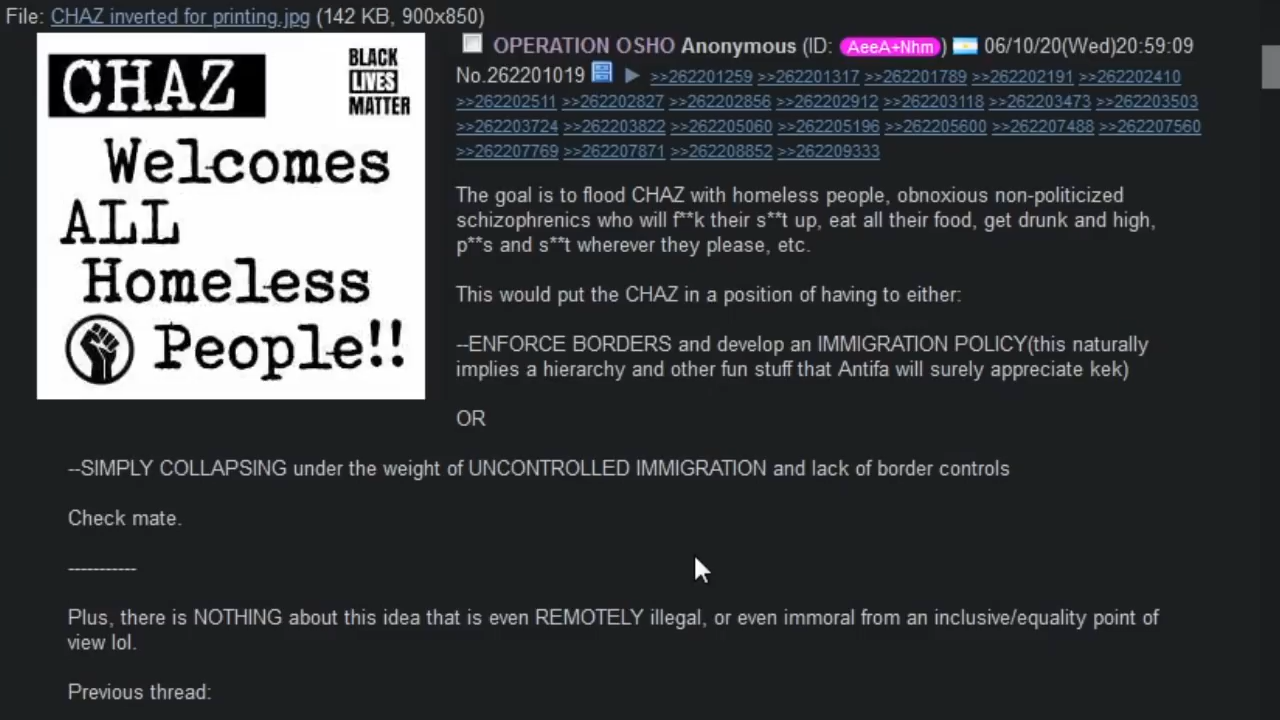 File: CHAZ inverted for printing.jpg (142 KB, 900x850)
CHAZ
BLACK
LIVES
MATTER
Welcomes
ALL
Homeless
People!!
OPERATION OSHO Anonymous (ID: AeeA+Nhm) 06/10/20(Wed)20:59:09
No.262201019 >>262201259 >>262201317 >>262201789 >>262202191 >>262202410
>>262202511 >>262202827 >>262202856 >>262202912 >>262203118 >>262203473 >>262203503
>>262203724 >>262203822 >>262205060 >>262205196 >>262205600 >>262207488 >>262207560
>>262207769 >>262207871 >>262208852 >>262209333
The goal is to flood CHAZ with homeless people, obnoxious non-politicized
schizophrenics who will f**k their s**t up, eat all their food, get drunk and high,
p**s and s**t wherever they please, etc.
This would put the CHAZ in a position of having to either:
--ENFORCE BORDERS and develop an IMMIGRATION POLICY(this naturally
implies a hierarchy and other fun stuff that Antifa will surely appreciate kek)
OR
--SIMPLY COLLAPSING under the weight of UNCONTROLLED IMMIGRATION and lack of border controls
Check mate.
-----------
Plus, there is NOTHING about this idea that is even REMOTELY illegal, or even immoral from an inclusive/equality point of
view lol.
Previous thread: